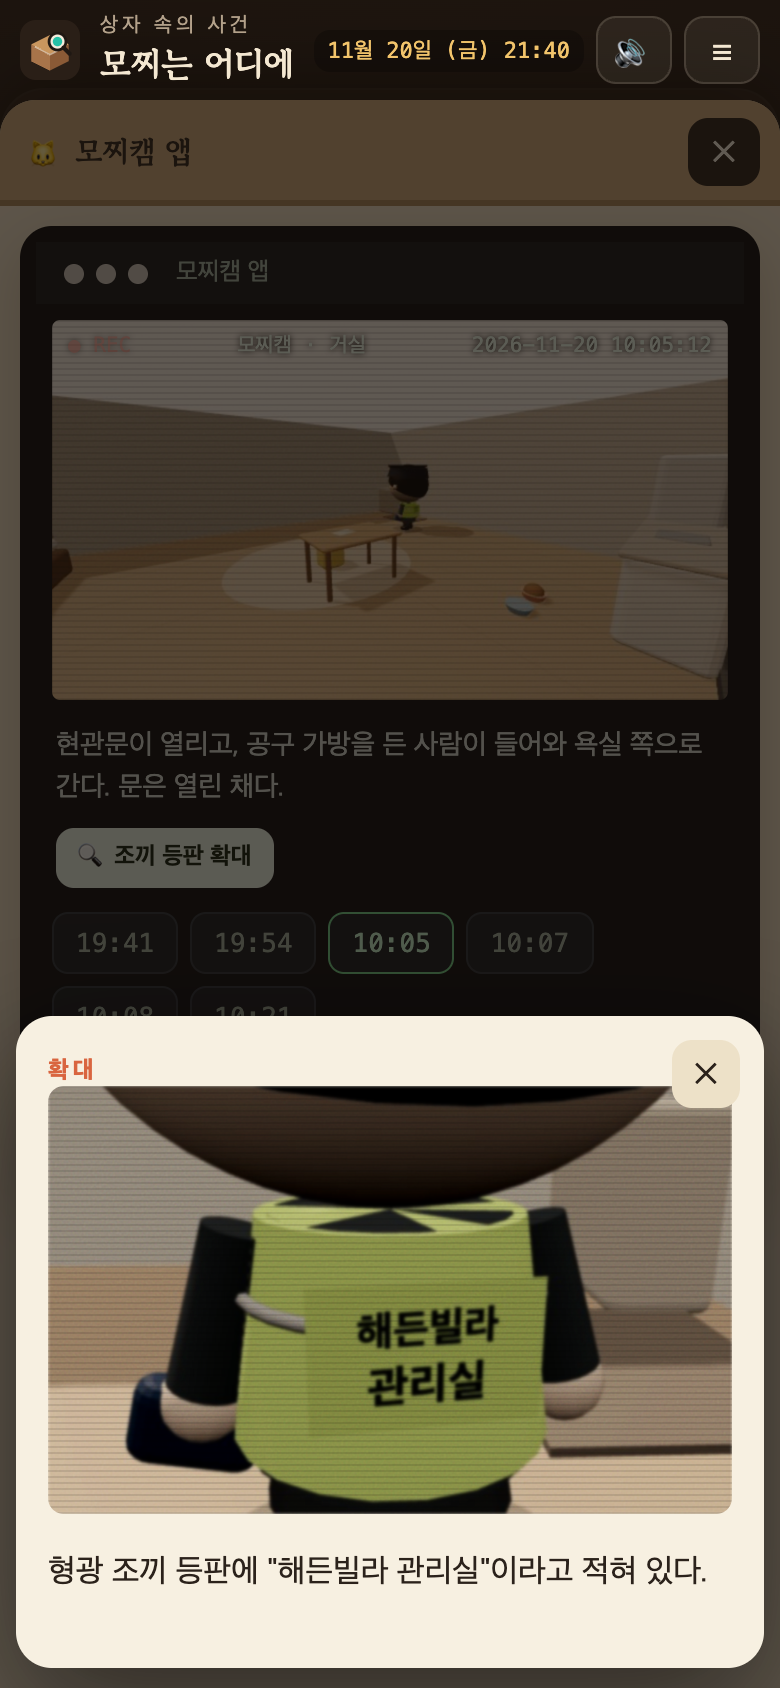 상자 속의 사건
모찌는 어디에
11월 20일 (금) 21:40
모찌캠 앱
모찌캠 앱
REC
모찌캠 · 거실
2026-11-20 10:05:12
현관문이 열리고, 공구 가방을 든 사람이 들어와 욕실 쪽으로
간다. 문은 열린 채다.
조끼 등판 확대
19:41
19:54
10:05
10:07
10:08
10:21
확대
해든빌라
관리실
형광 조끼 등판에 "해든빌라 관리실"이라고 적혀 있다.